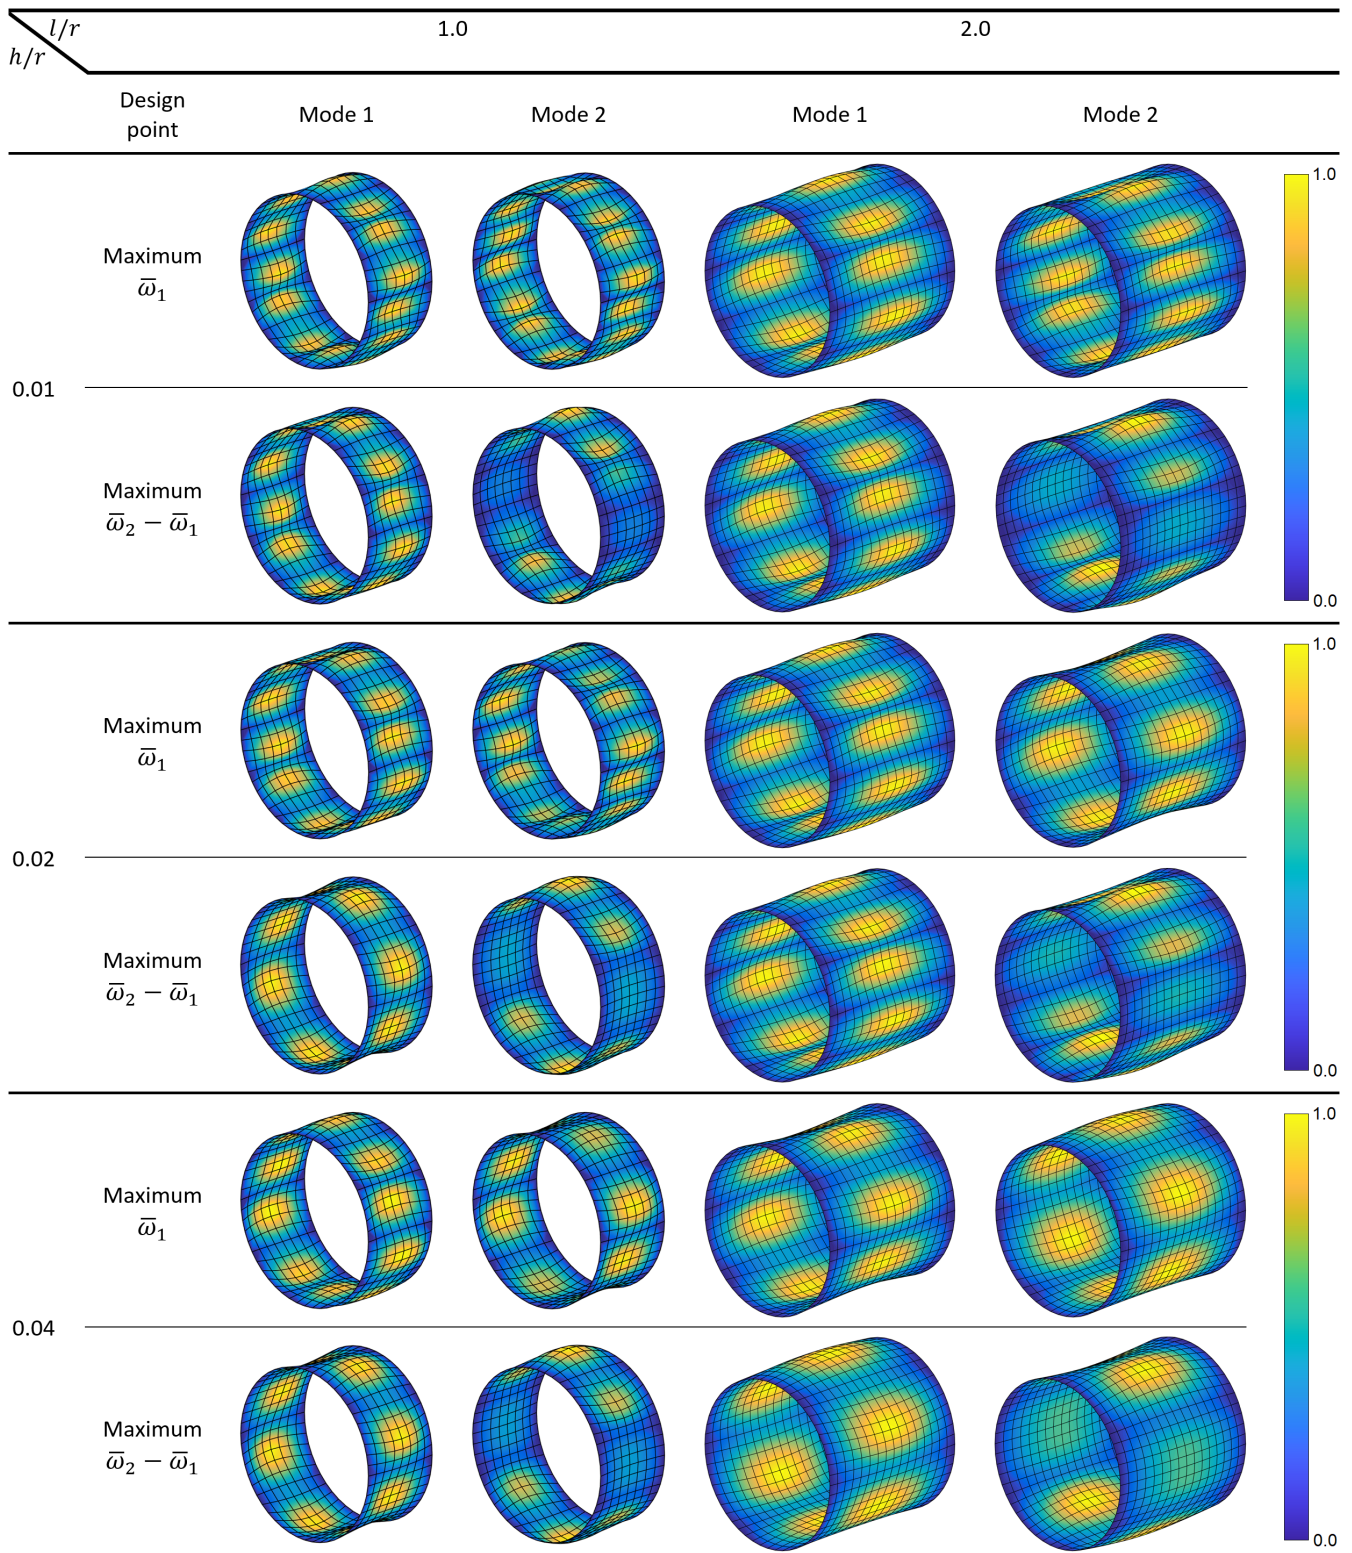 l/r 1.0 2.0
h/r
Design point Mode 1 Mode 2 Mode 1 Mode 2
1.0
Maximum
ω̅₁
0.01
Maximum
ω̅₂ − ω̅₁
0.0
1.0
Maximum
ω̅₁
0.02
Maximum
ω̅₂ − ω̅₁
0.0
1.0
Maximum
ω̅₁
0.04
Maximum
ω̅₂ − ω̅₁
0.0